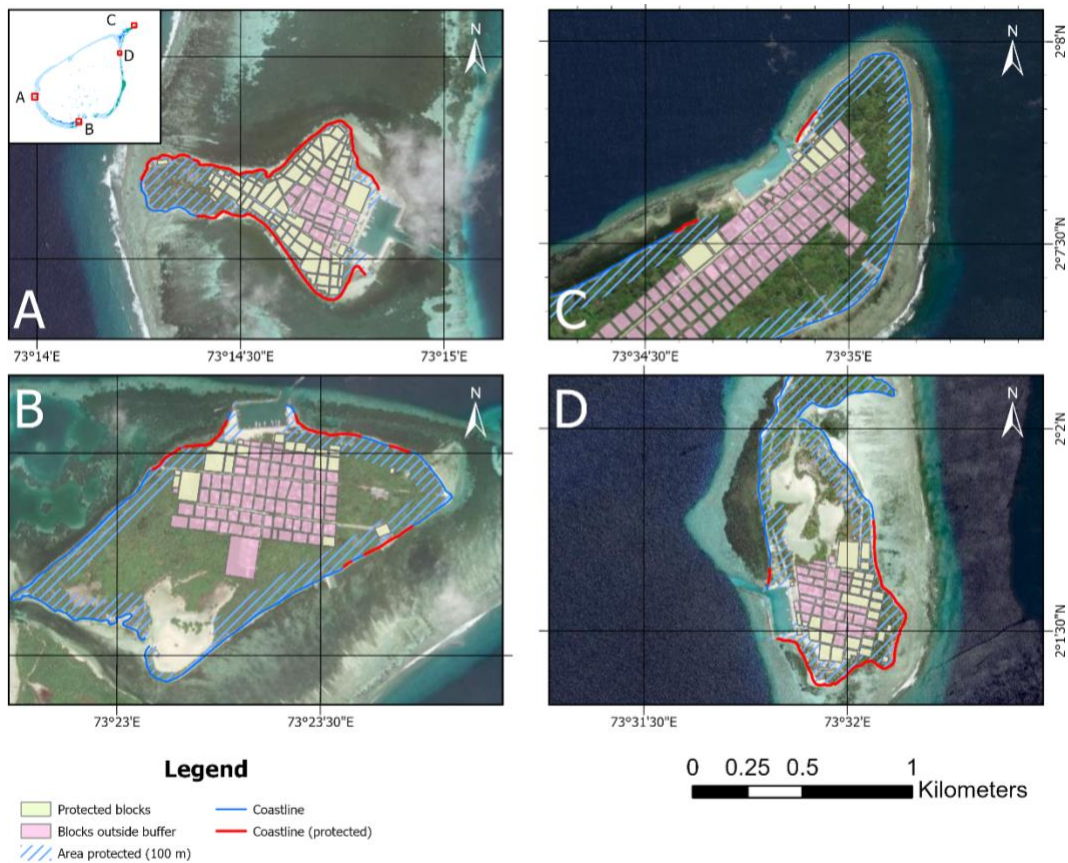 C
D
A
B
N
N
2°8'N
2°7'30"N
A
C
73°14'E
73°14'30"E
73°15'E
73°34'30"E
73°35'E
B
N
D
N
2°2'N
2°1'30"N
73°23'E
73°23'30"E
73°31'30"E
73°32'E
Legend
Protected blocks
Blocks outside buffer
Area protected (100 m)
Coastline
Coastline (protected)
0 0.25 0.5 1
Kilometers